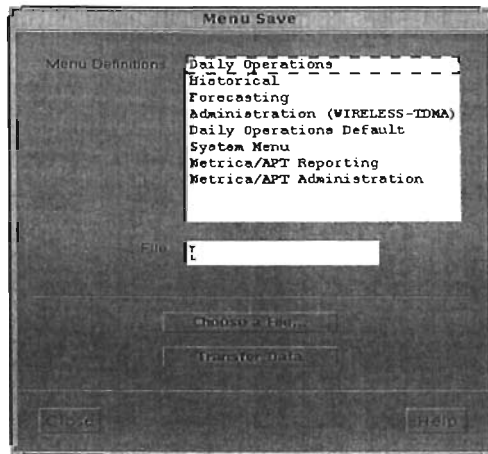 Menu Save
Menu Definitions
Daily Operations
Historical
Forecasting
Administration (WIRELESS-TDMA)
Daily Operations Default
System Menu
Metrica/APT Reporting
Metrica/APT Administration
File
Choose a File...
Transfer Data
Close
Help